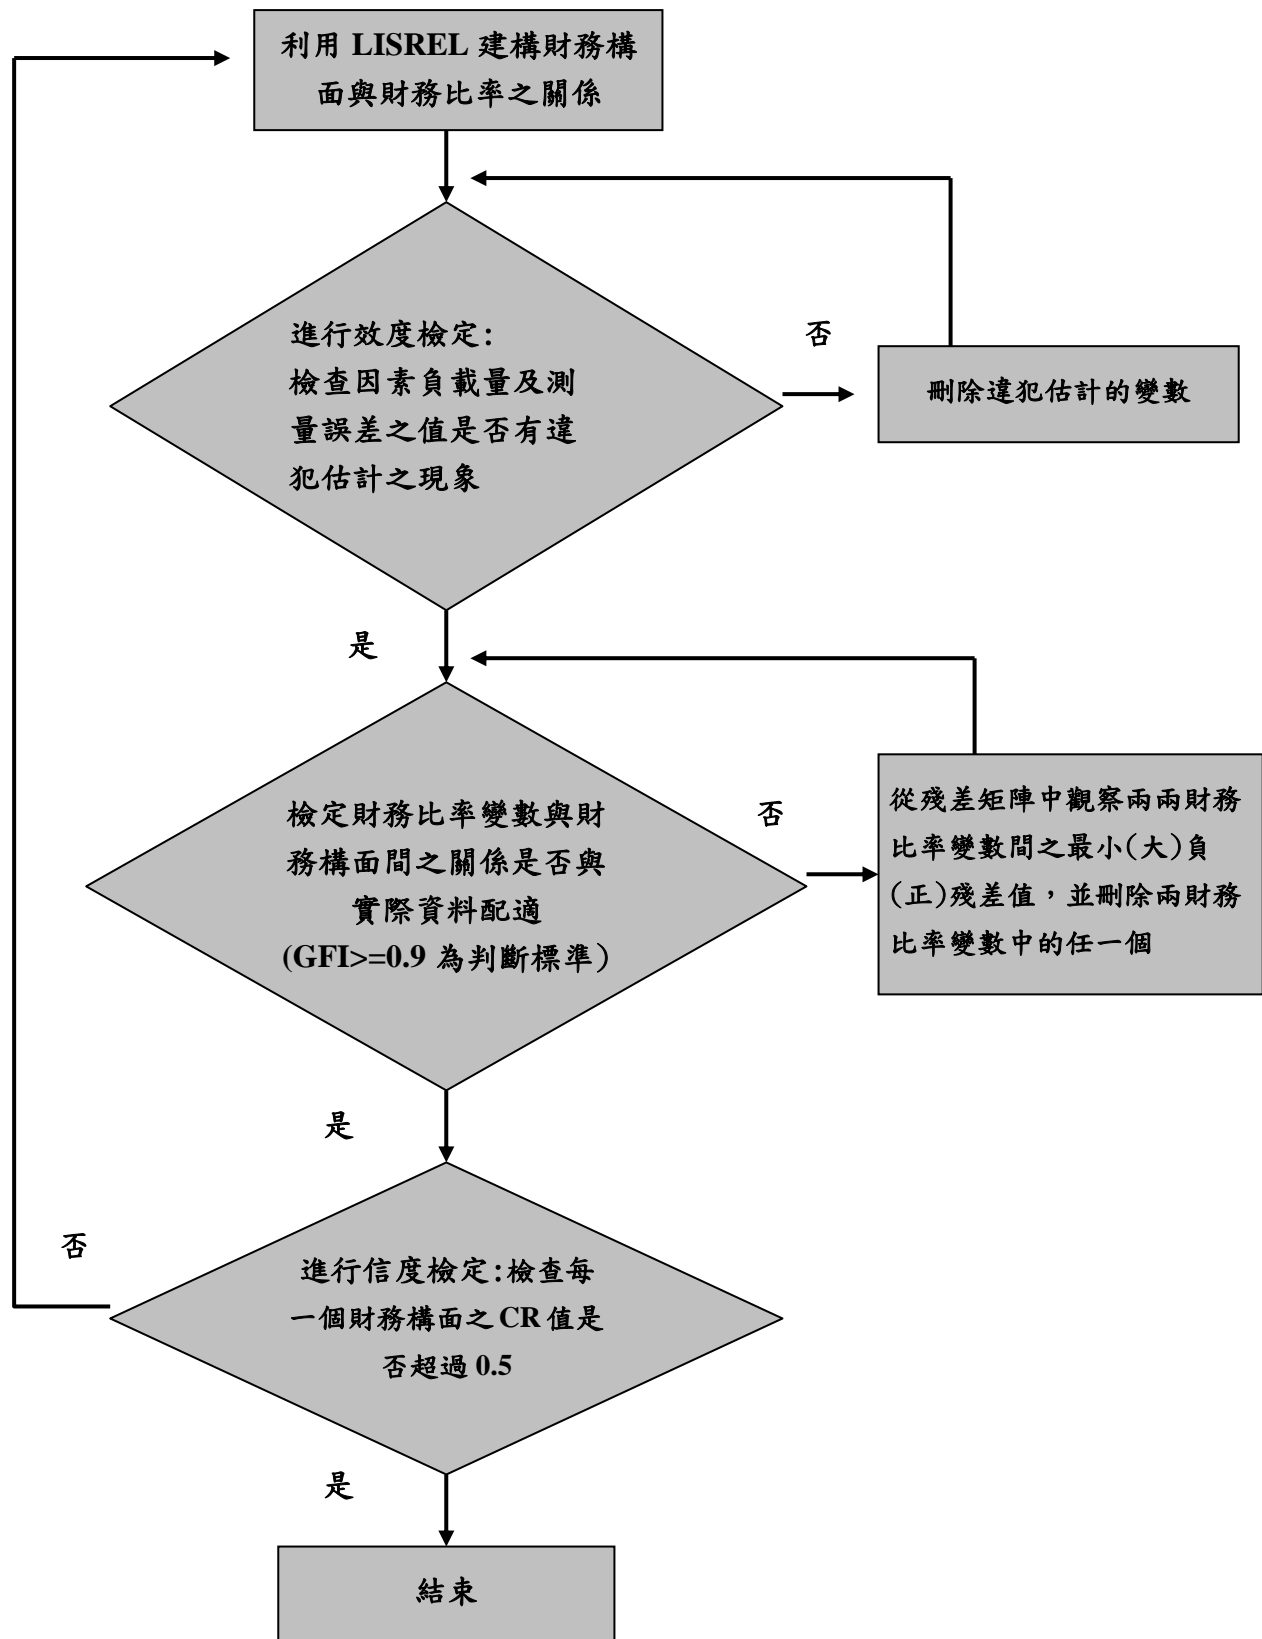 利用 LISREL 建構財務構
面與財務比率之關係
進行效度檢定:
檢查因素負載量及測
量誤差之值是否有違
犯估計之現象
否
刪除違犯估計的變數
是
檢定財務比率變數與財
務構面間之關係是否與
實際資料配適
(GFI>=0.9 為判斷標準)
否
從殘差矩陣中觀察兩兩財務
比率變數間之最小(大)負
(正)殘差值，並刪除兩財務
比率變數中的任一個
是
進行信度檢定:檢查每
一個財務構面之 CR 值是
否超過 0.5
否
是
結束